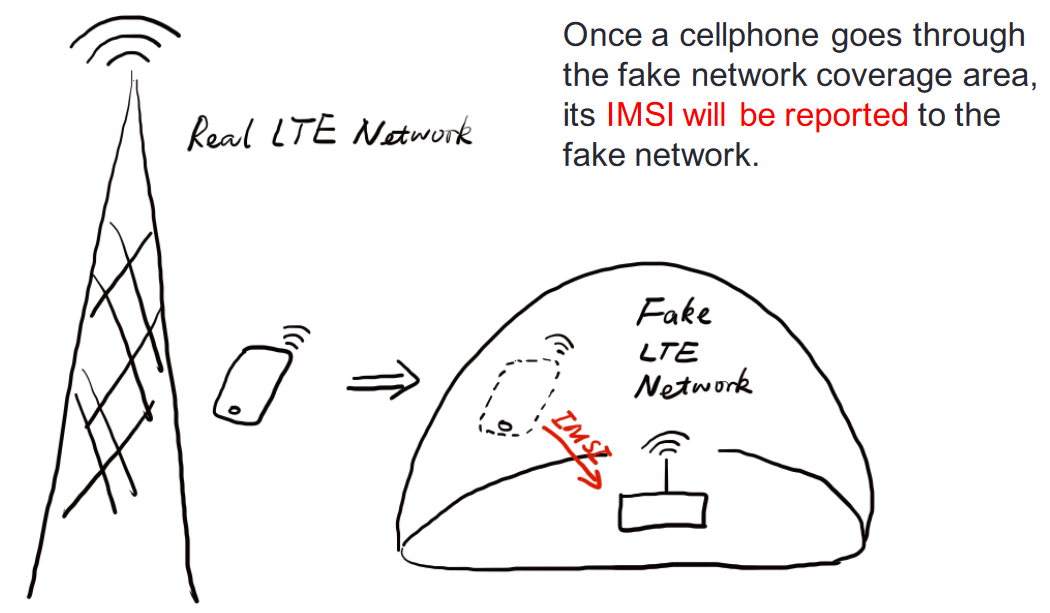 Once a cellphone goes through
the fake network coverage area,
its IMSI will be reported to the
fake network.
Real LTE Network
Fake
LTE
Network
IMSI